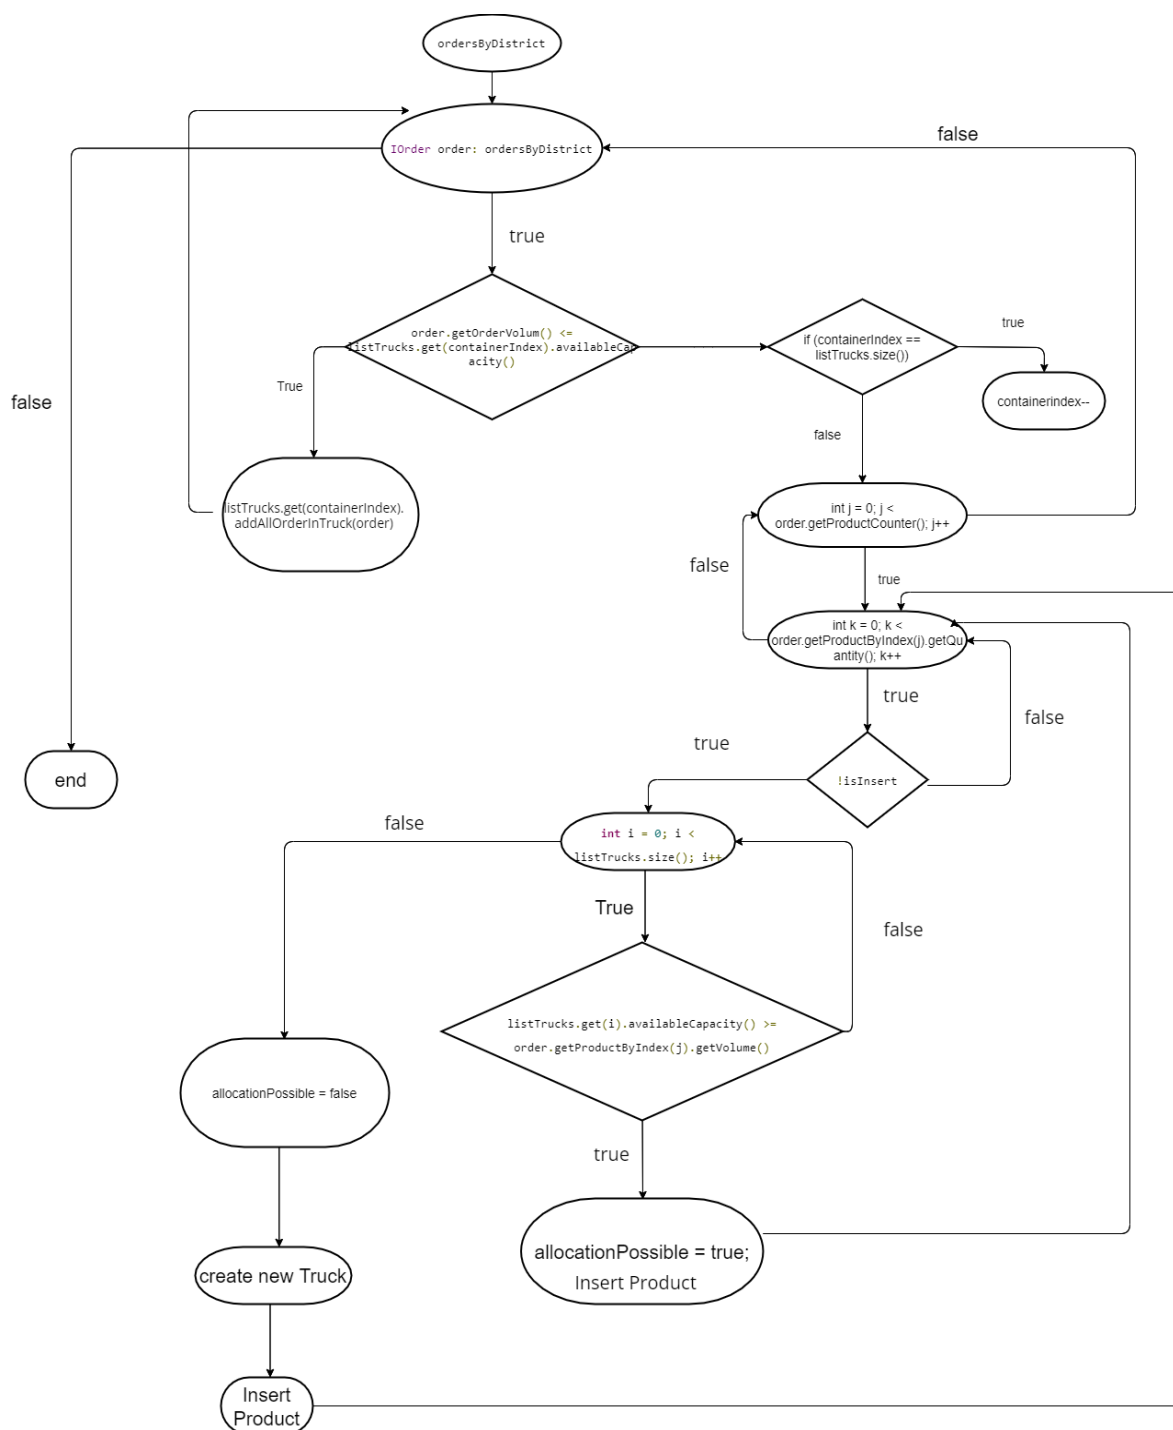 ordersByDistrict
IOrder order: ordersByDistrict
false
true
order.getOrderVolum() <=
listTrucks.get(containerIndex).availableCap
acity()
if (containerIndex ==
listTrucks.size())
true
containerindex--
True
false
false
listTrucks.get(containerIndex).
addAllOrderInTruck(order)
int j = 0; j <
order.getProductCounter(); j++
false
true
int k = 0; k <
order.getProductByIndex(j).getQu
antity(); k++
true
false
true
!isInsert
end
false
int i = 0; i <
listTrucks.size(); i++
True
false
listTrucks.get(i).availableCapacity() >=
order.getProductByIndex(j).getVolume()
allocationPossible = false
true
allocationPossible = true;
Insert Product
create new Truck
Insert
Product